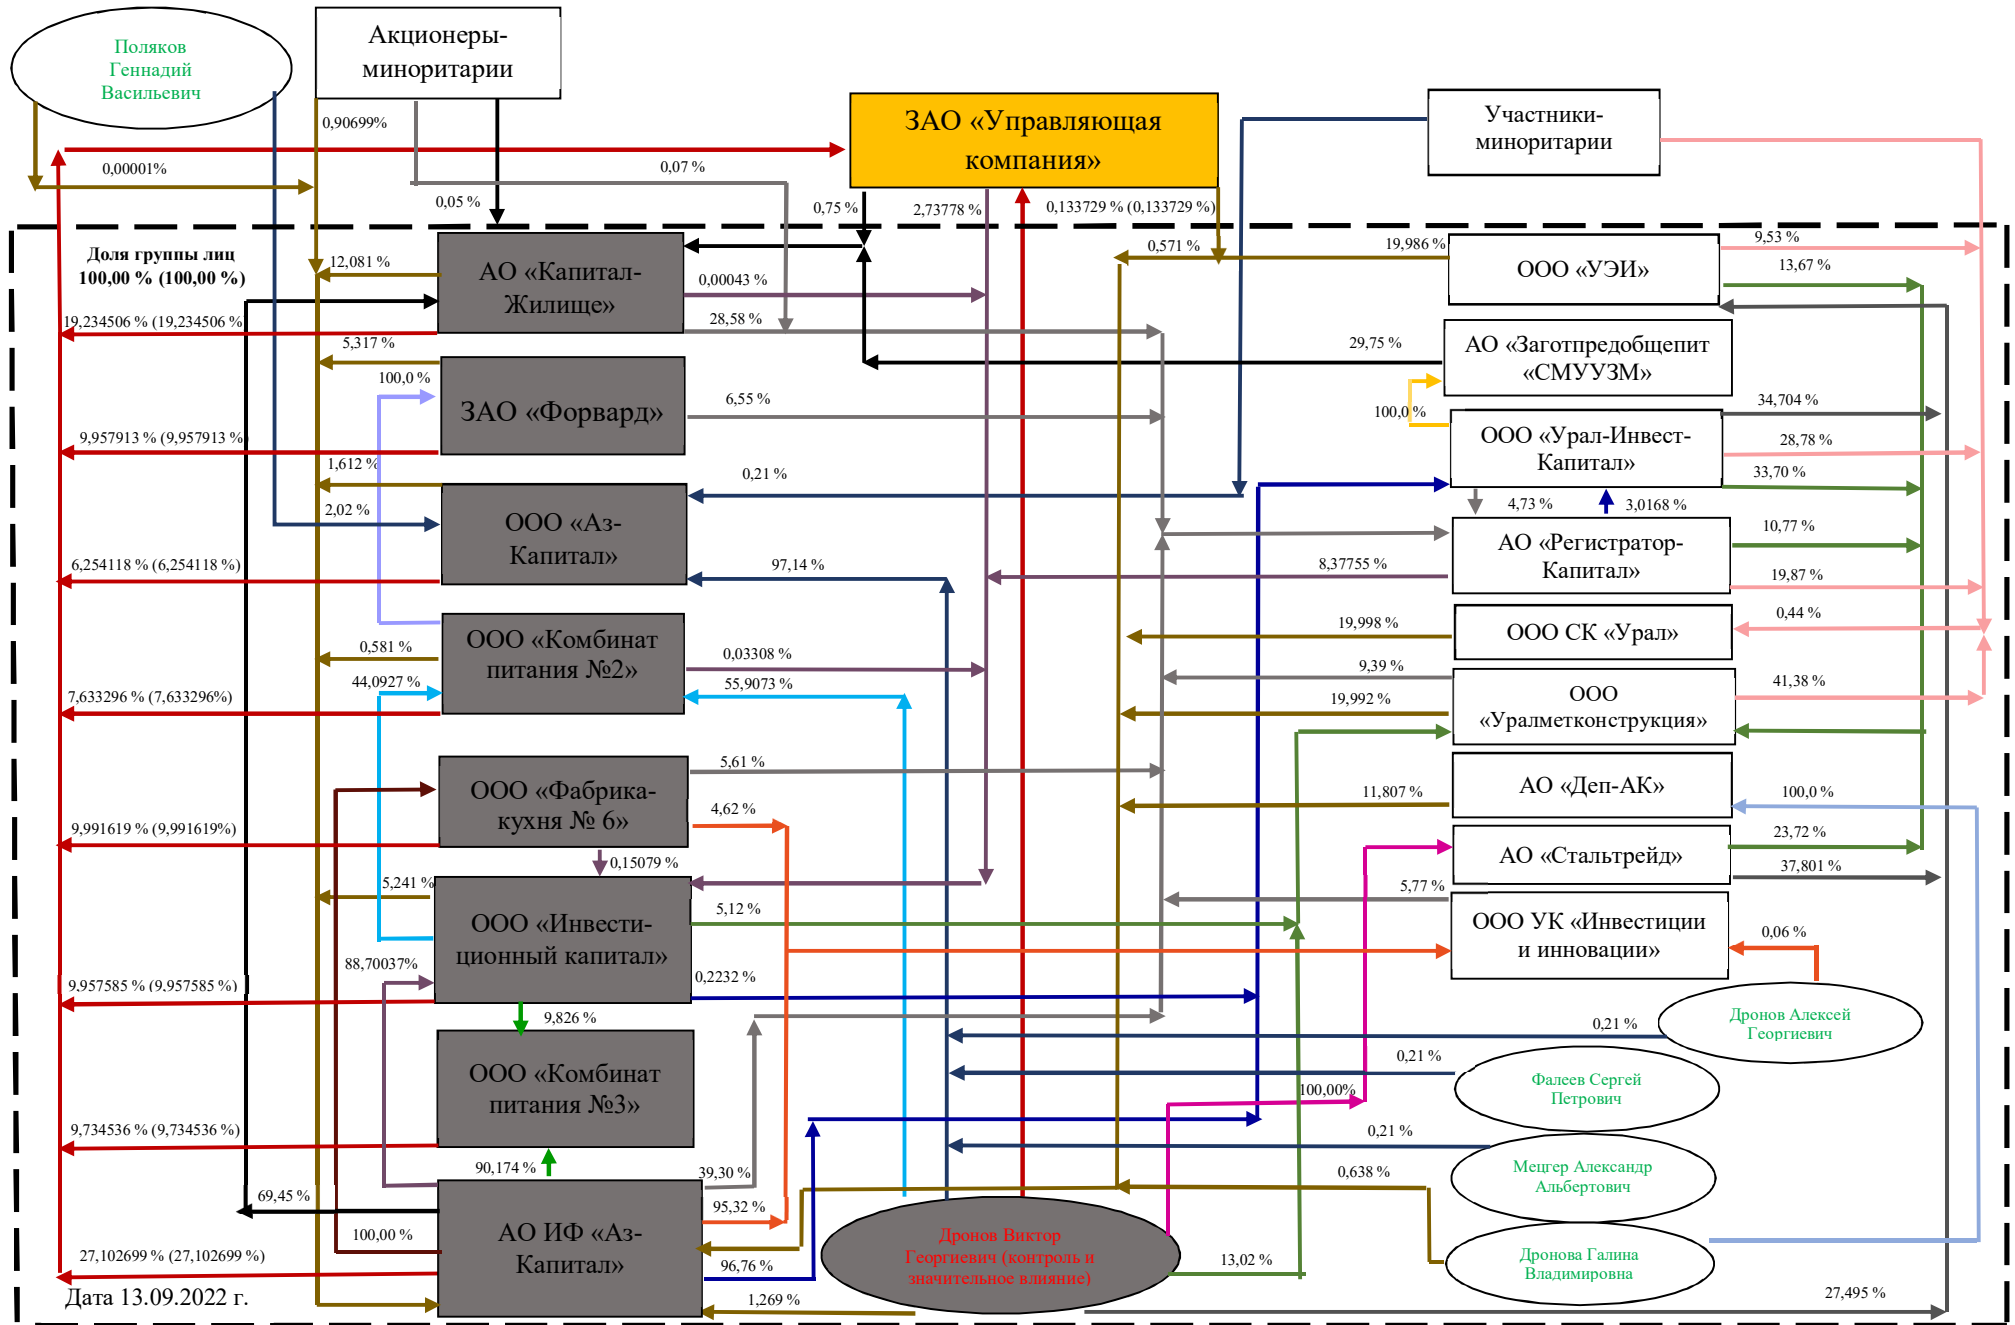 Поляков
Геннадий
Васильевич
Акционеры-
миноритарии
ЗАО «Управляющая
компания»
Участники-
миноритарии
0,90699%
0,00001%
0,07 %
0,05 %
0,75 %
2,73778 %
0,133729 % (0,133729 %)
Доля группы лиц
100,00 % (100,00 %)
12,081 %
АО «Капитал-
Жилище»
0,00043 %
28,58 %
0,571 %
19,986 %
ООО «УЭИ»
9,53 %
13,67 %
19,234506 % (19,234506 %
5,317 %
29,75 %
АО «Заготпредобщепит
«СМУУЗМ»
100,0 %
ЗАО «Форвард»
6,55 %
100,0%
34,704 %
ООО «Урал-Инвест-
Капитал»
28,78 %
33,70 %
9,957913 % (9,957913 %)
1,612 %
0,21 %
2,02 %
ООО «Аз-
Капитал»
4,73 %
3,0168 %
АО «Регистратор-
Капитал»
10,77 %
19,87 %
6,254118 % (6,254118 %)
97,14 %
8,37755 %
0,44 %
ООО «Комбинат
питания №2»
0,581 %
0,03308 %
19,998 %
ООО СК «Урал»
44,0927 %
55,9073 %
9,39 %
19,992 %
ООО
«Уралметконструкция»
41,38 %
7,633296 % (7,633296%)
ООО «Фабрика-
кухня № 6»
5,61 %
4,62 %
11,807 %
АО «Деп-АК»
100,0 %
9,991619 % (9,991619%)
0,15079 %
АО «Стальтрейд»
23,72 %
37,801 %
5,241 %
ООО «Инвести-
ционный капитал»
5,12 %
5,77 %
ООО УК «Инвестиции
и инновации»
0,06 %
88,70037%
0,2232 %
9,957585 % (9,957585 %)
9,826 %
0,21 %
Дронов Алексей
Георгиевич
ООО «Комбинат
питания №3»
0,21 %
Фалеев Сергей
Петрович
100,00%
9,734536 % (9,734536 %)
0,21 %
Мецгер Александр
Альбертович
90,174 %
39,30 %
0,638 %
69,45 %
95,32 %
100,00 %
АО ИФ «Аз-
Капитал»
Дронов Виктор
Георгиевич (контроль и
значительное влияние)
Дронова Галина
Владимировна
27,102699 % (27,102699 %)
96,76 %
13,02 %
Дата 13.09.2022 г.
1,269 %
27,495 %